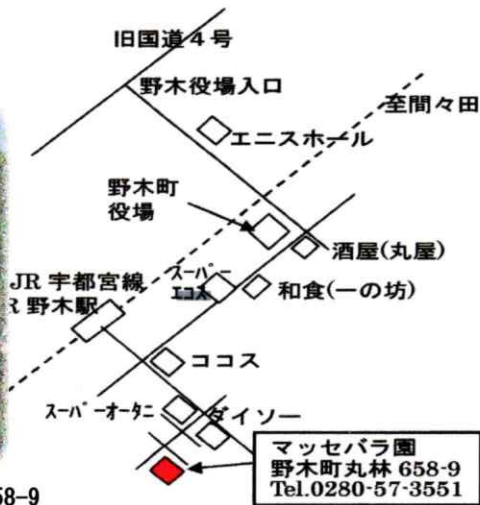 旧国道４号
野木役場入口
至間々田
エニスホール
野木町
役場
酒屋(丸屋)
スーパー
エコス
和食(一の坊)
JR 宇都宮線
R 野木駅
ココス
スーパーオータニ
ダイソー
マッセバラ園
野木町丸林 658-9
Tel.0280-57-3551
58-9